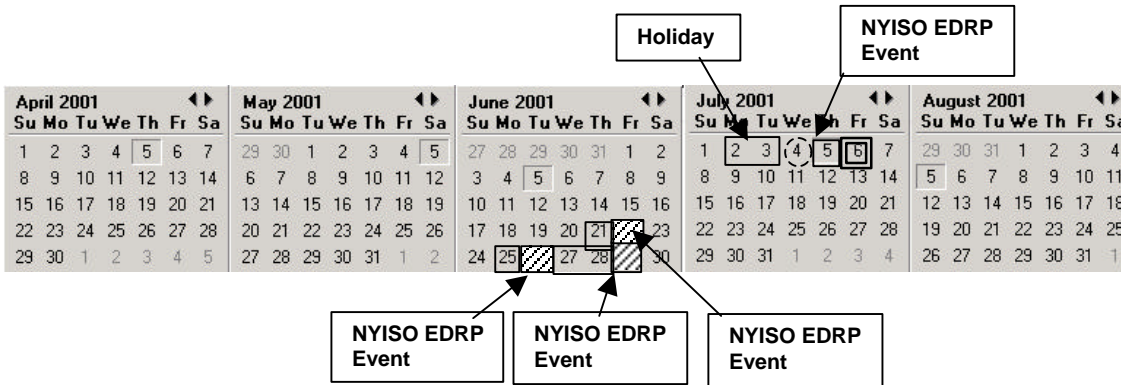 Holiday
NYISO EDRP
Event
April 2001
Su Mo Tu We Th Fr Sa
1 2 3 4 5 6 7
8 9 10 11 12 13 14
15 16 17 18 19 20 21
22 23 24 25 26 27 28
29 30 1 2 3 4 5
May 2001
Su Mo Tu We Th Fr Sa
29 30 1 2 3 4 5
6 7 8 9 10 11 12
13 14 15 16 17 18 19
20 21 22 23 24 25 26
27 28 29 30 31 1 2
June 2001
Su Mo Tu We Th Fr Sa
27 28 29 30 31 1 2
3 4 5 6 7 8 9
10 11 12 13 14 15 16
17 18 19 20 21 23
24 25 27 28 30
July 2001
Su Mo Tu We Th Fr Sa
1 2 3 4 5 6 7
8 9 10 11 12 13 14
15 16 17 18 19 20 21
22 23 24 25 26 27 28
29 30 31 1 2 3 4
August 2001
Su Mo Tu We Th Fr Sa
29 30 31 1 2 3 4
5 6 7 8 9 10 11
12 13 14 15 16 17 18
19 20 21 22 23 24 25
26 27 28 29 30 31 1
NYISO EDRP
Event
NYISO EDRP
Event
NYISO EDRP
Event